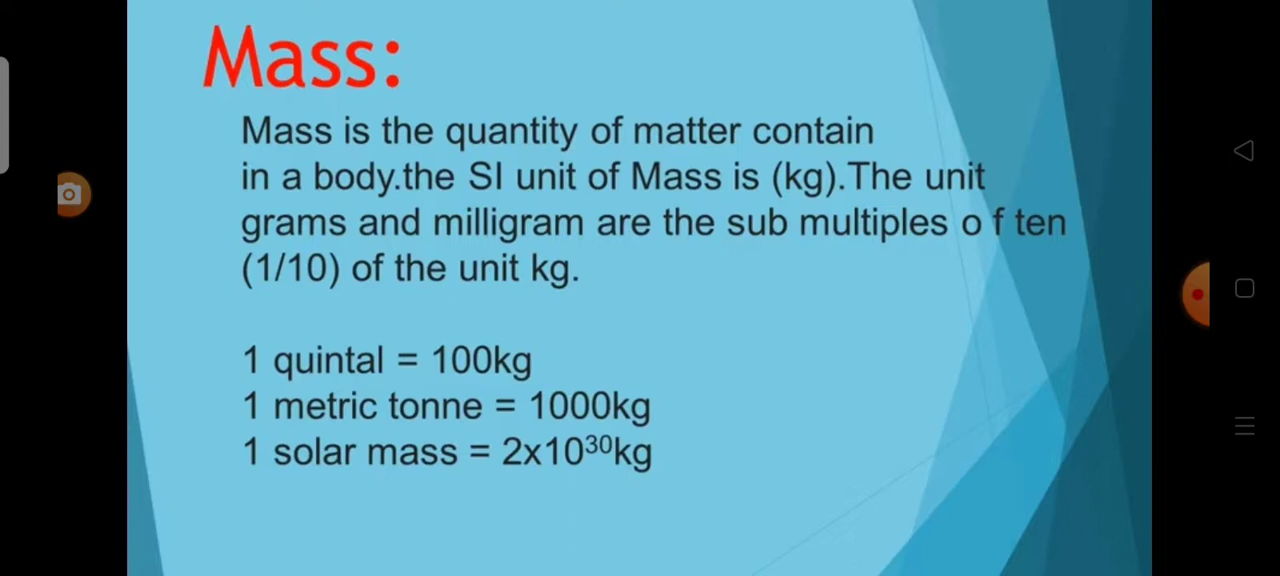 Mass:
Mass is the quantity of matter contain
in a body.the SI unit of Mass is (kg).The unit
grams and milligram are the sub multiples o f ten
(1/10) of the unit kg.
1 quintal = 100kg
1 metric tonne = 1000kg
1 solar mass = 2x10³⁰kg